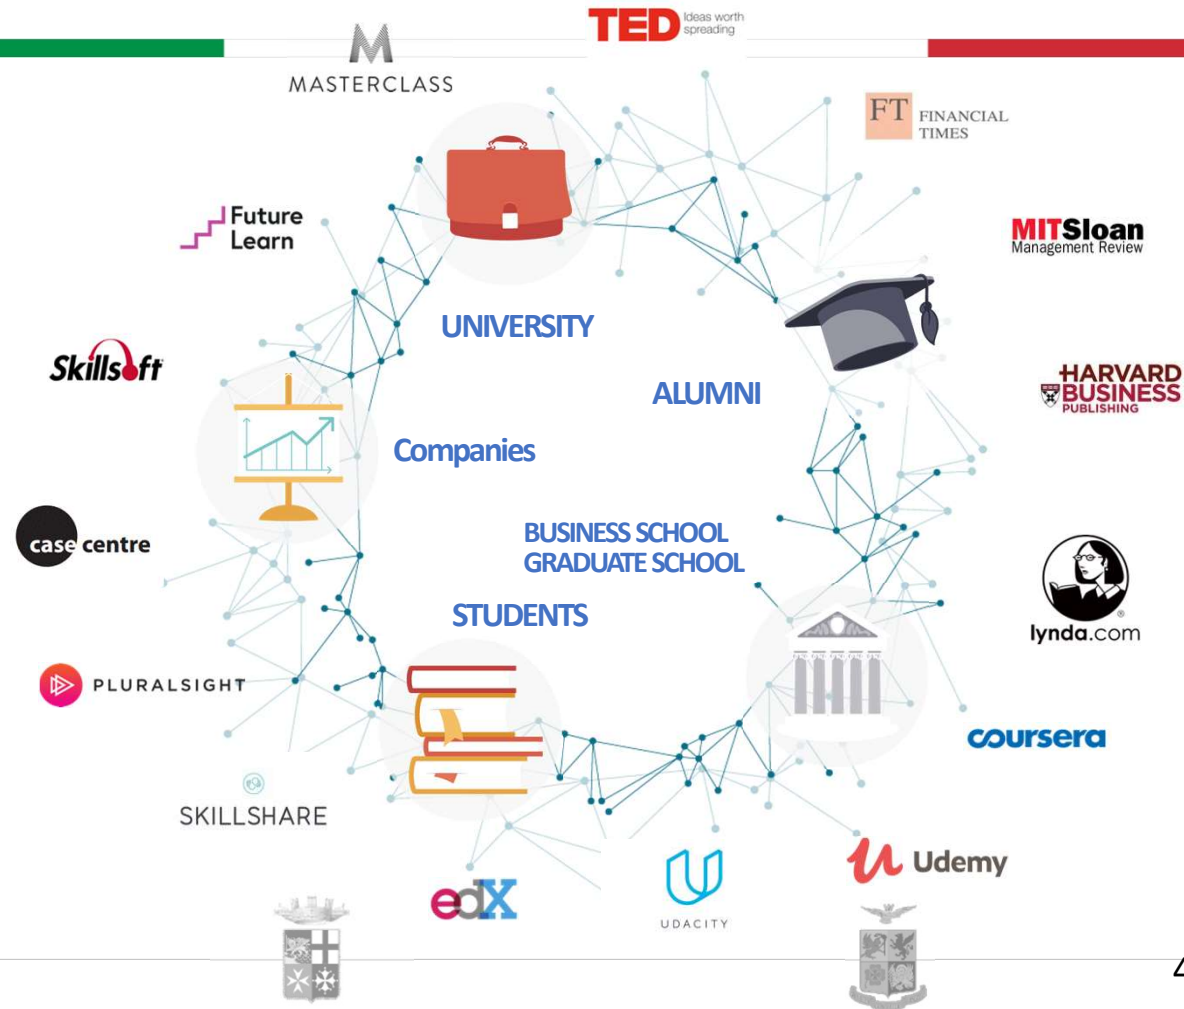 TED Ideas worth
spreading
MASTERCLASS
FT FINANCIAL
TIMES
Future
Learn
MITSloan
Management Review
UNIVERSITY
Skillsoft
ALUMNI
HARVARD
BUSINESS
PUBLISHING
Companies
case centre
BUSINESS SCHOOL
GRADUATE SCHOOL
STUDENTS
lynda.com
PLURALSIGHT
coursera
SKILLSHARE
Udemy
edX
UDACITY